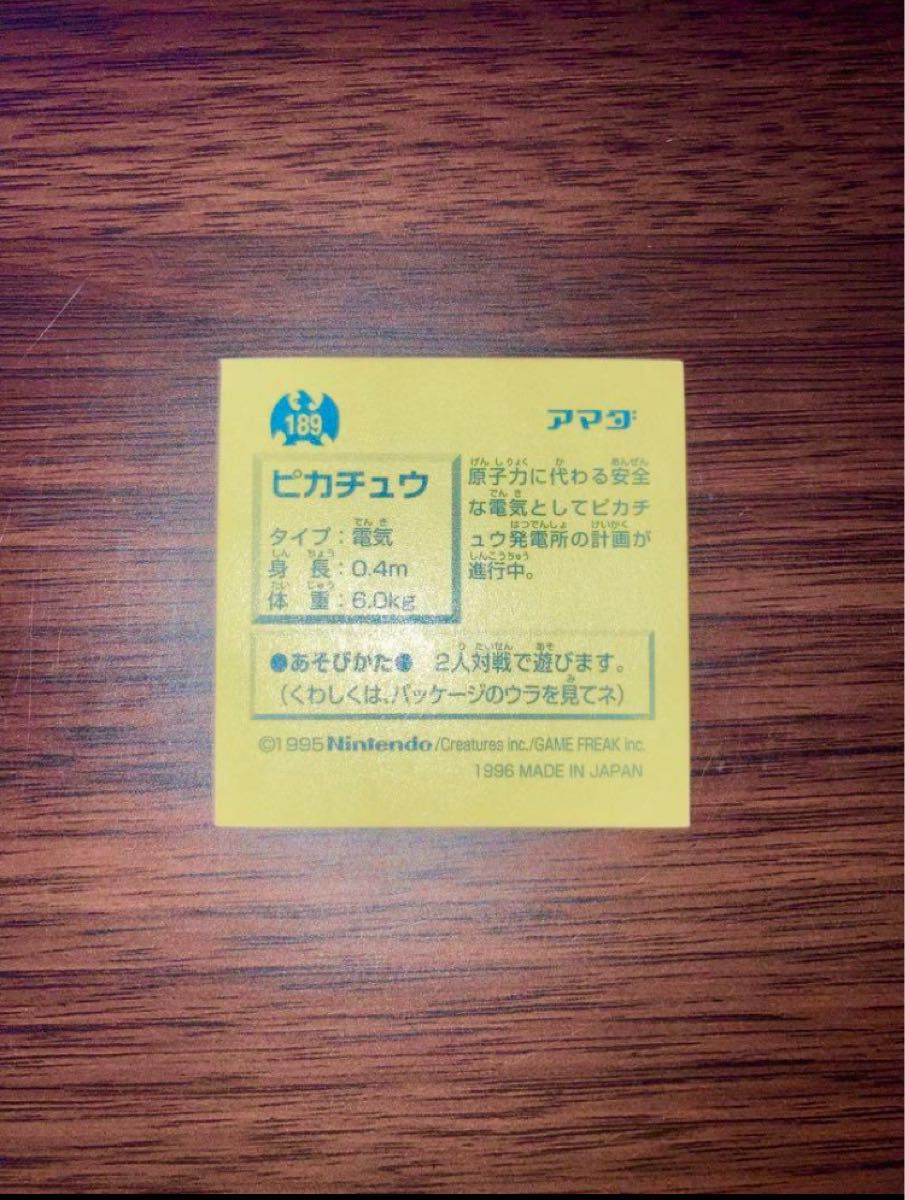 189
アマダ
ピカチュウ
タイプ:電気
身長:0.4m
体重:6.0kg
原子力に代わる安全
な電気としてピカチ
ュウ発電所の計画が
進行中。
●あそびかた● 2人対戦で遊びます。
(くわしくは、パッケージのウラを見てネ)
©1995 Nintendo/Creatures inc./GAME FREAK inc.
1996 MADE IN JAPAN